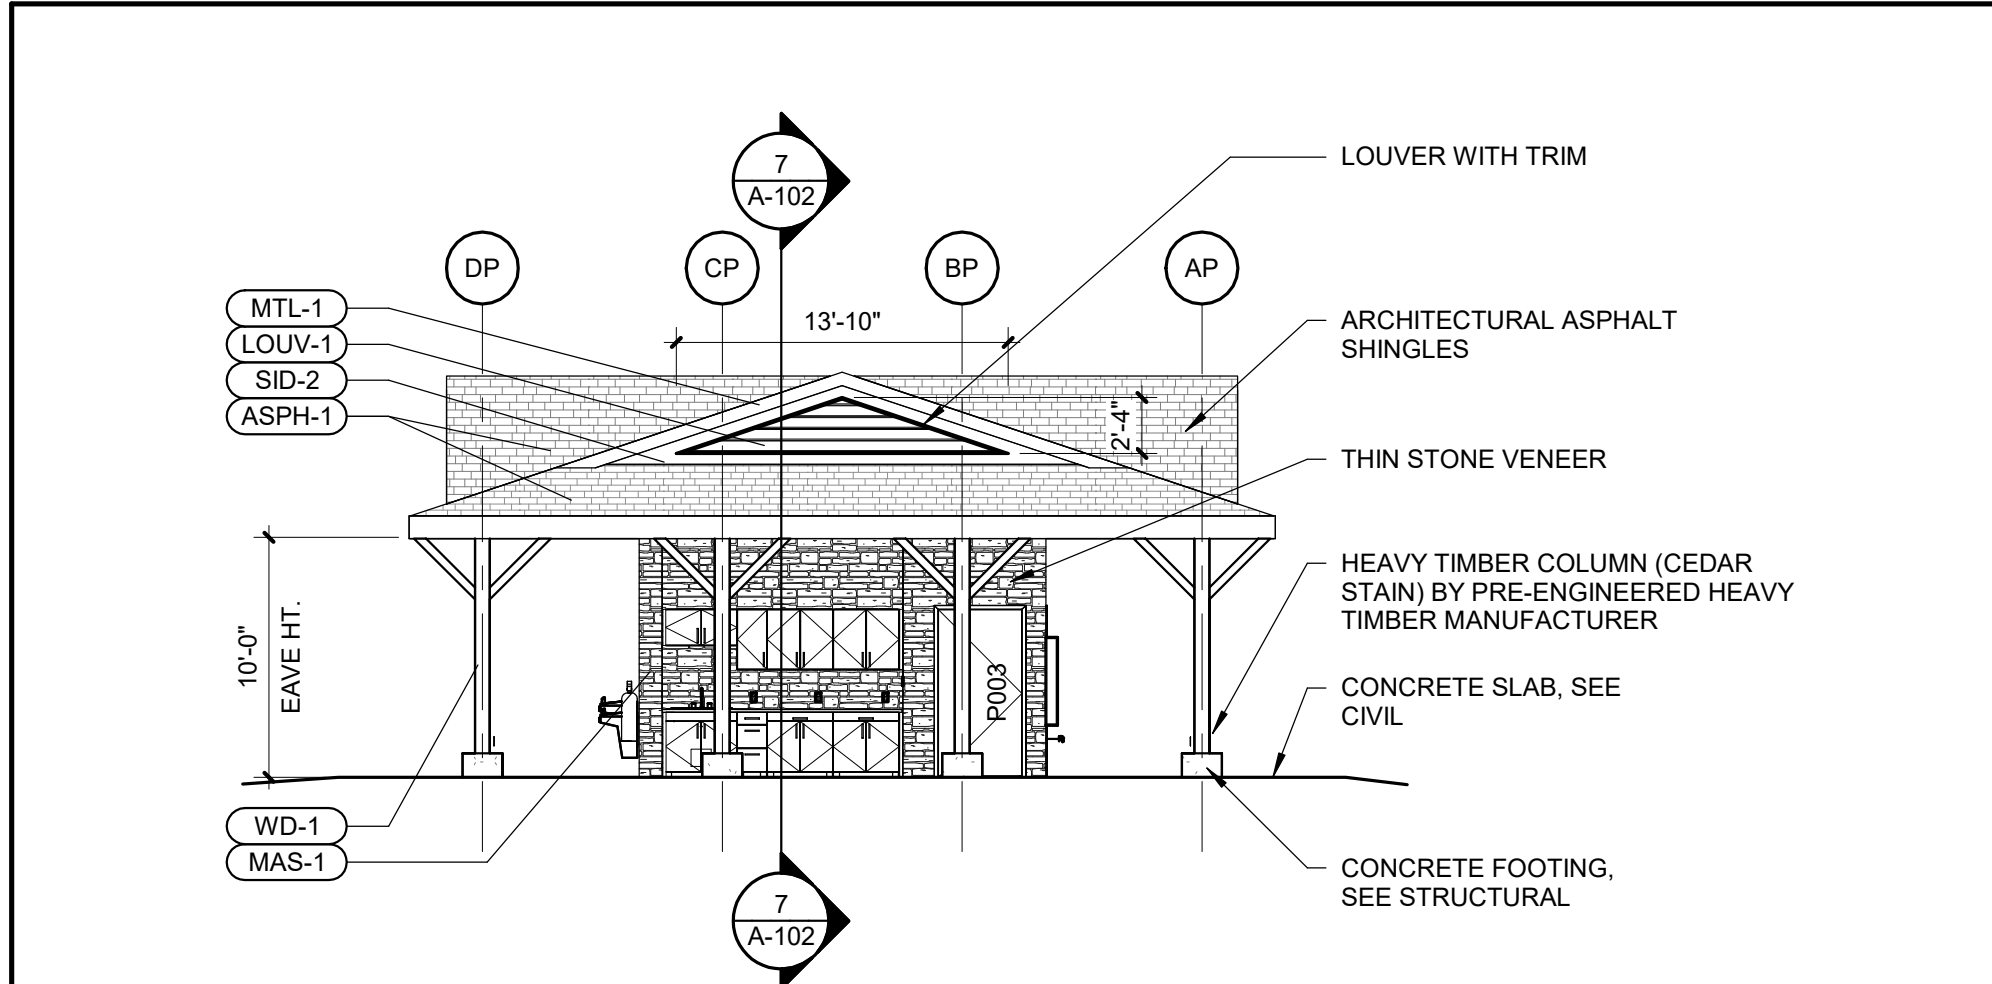 7
A-102
LOUVER WITH TRIM
DP
CP
BP
AP
MTL-1
LOUV-1
SID-2
ASPH-1
13'-10"
ARCHITECTURAL ASPHALT
SHINGLES
2'-4"
THIN STONE VENEER
10'-0"
EAVE HT.
HEAVY TIMBER COLUMN (CEDAR
STAIN) BY PRE-ENGINEERED HEAVY
TIMBER MANUFACTURER
P003
CONCRETE SLAB, SEE
CIVIL
WD-1
MAS-1
CONCRETE FOOTING,
SEE STRUCTURAL
7
A-102